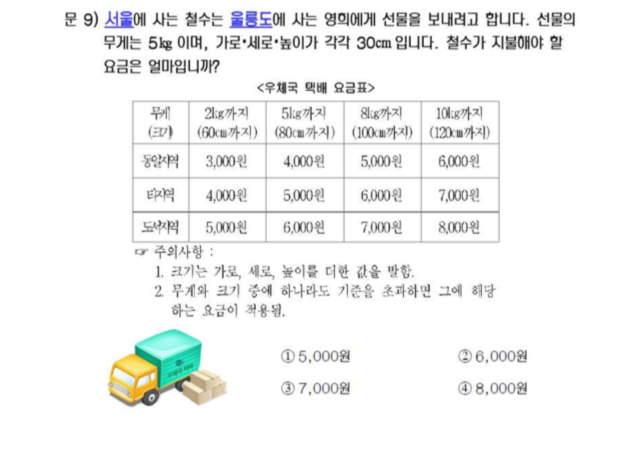 문 9) 서울에 사는 철수는 울릉도에 사는 영희에게 선물을 보내려고 합니다. 선물의
무게는 5kg 이며, 가로•세로•높이가 각각 30cm 입니다. 철수가 지불해야 할
요금은 얼마입니까?
<우체국 택배 요금표>
무게 2kg까지 5kg까지 8kg까지 10kg까지
(크기) (60cm까지) (80cm까지) (100cm까지) (120cm까지)
동일지역 3,000원 4,000원 5,000원 6,000원
타지역 4,000원 5,000원 6,000원 7,000원
도서지역 5,000원 6,000원 7,000원 8,000원
☞ 주의사항 :
1. 크기는 가로, 세로, 높이를 더한 값을 말함.
2. 무게와 크기 중에 하나라도 기준을 초과하면 그에 해당
하는 요금이 적용됨.
① 5,000원 ② 6,000원
③ 7,000원 ④ 8,000원